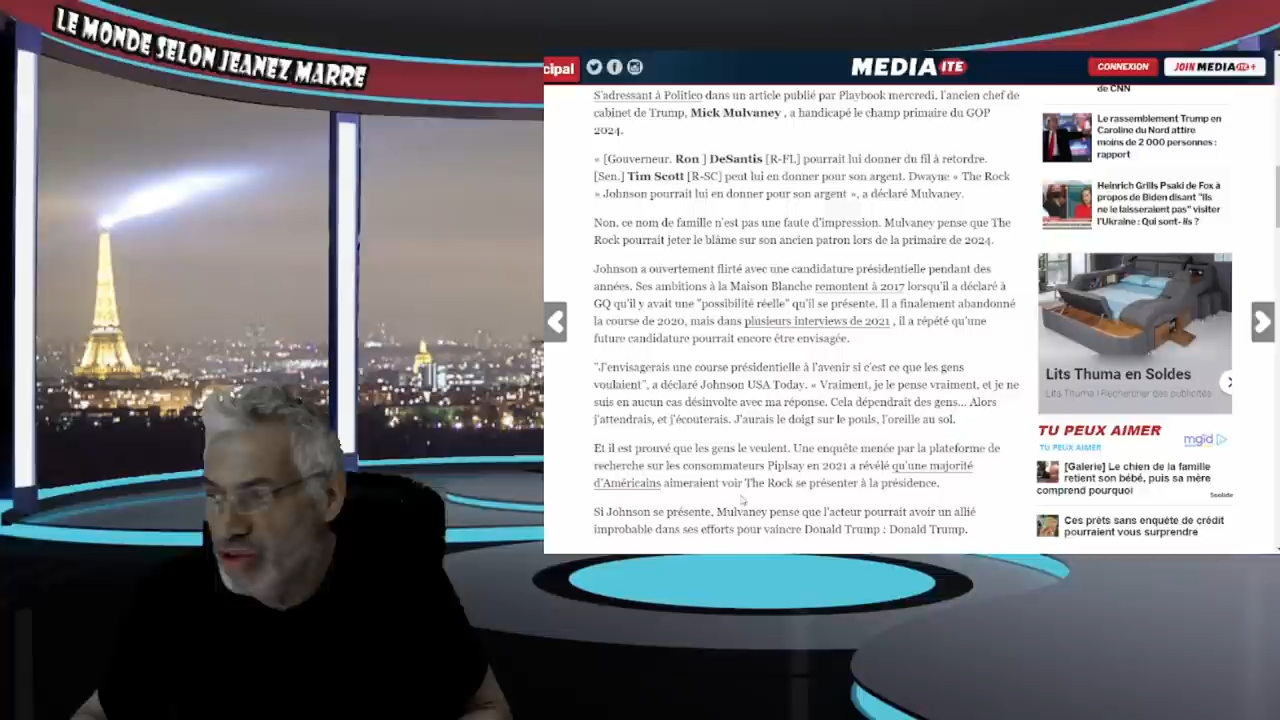 LE MONDE SELON JEANEZ MARRE
cipal
MEDIAITE
CONNEXION
JOIN MEDIAITE+
S'adressant à Politico dans un article publié par Playbook mercredi, l'ancien chef de
cabinet de Trump, Mick Mulvaney , a handicapé le champ primaire du GOP
2024.
« [Gouverneur. Ron ] DeSantis [R-FL] pourrait lui donner du fil à retordre.
[Sen.] Tim Scott [R-SC] peut lui en donner pour son argent. Dwayne « The Rock
» Johnson pourrait lui en donner pour son argent », a déclaré Mulvaney.
Non, ce nom de famille n'est pas une faute d'impression. Mulvaney pense que The
Rock pourrait jeter le blâme sur son ancien patron lors de la primaire de 2024.
Johnson a ouvertement flirté avec une candidature présidentielle pendant des
années. Ses ambitions à la Maison Blanche remontent à 2017 lorsqu'il a déclaré à
GQ qu'il y avait une "possibilité réelle" qu'il se présente. Il a finalement abandonné
la course de 2020, mais dans plusieurs interviews de 2021 , il a répété qu'une
future candidature pourrait encore être envisagée.
"J'envisagerais une course présidentielle à l'avenir si c'est ce que les gens
voulaient", a déclaré Johnson USA Today. « Vraiment, je le pense vraiment, et je ne
suis en aucun cas désinvolte avec ma réponse. Cela dépendrait des gens... Alors
j'attendrais, et j'écouterais. J'aurais le doigt sur le pouls, l'oreille au sol.
Et il est prouvé que les gens le veulent. Une enquête menée par la plateforme de
recherche sur les consommateurs Piplsay en 2021 a révélé qu'une majorité
d'Américains aimeraient voir The Rock se présenter à la présidence.
Si Johnson se présente, Mulvaney pense que l'acteur pourrait avoir un allié
improbable dans ses efforts pour vaincre Donald Trump : Donald Trump.
de CNN
Le rassemblement Trump en
Caroline du Nord attire
moins de 2 000 personnes :
rapport
Heinrich Grills Psaki de Fox à
propos de Biden disant "ils
ne le laisseraient pas" visiter
l'Ukraine : Qui sont- ils ?
Lits Thuma en Soldes
Lits Thuma | Rechercher des publicités
TU PEUX AIMER
TU PEUX AIMER
mgid
[Galerie] Le chien de la famille
retient son bébé, puis sa mère
comprend pourquoi
Soolide
Ces prêts sans enquête de crédit
pourraient vous surprendre